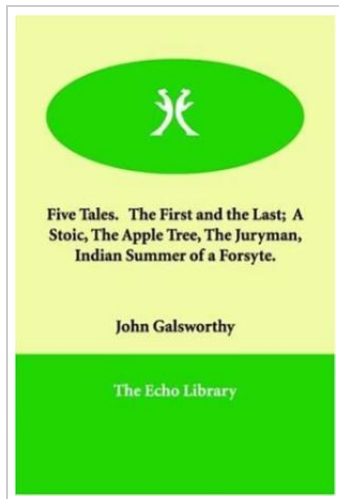 Five Tales. The First and the Last; A
Stoic, The Apple Tree, The Juryman,
Indian Summer of a Forsyte.
John Galsworthy
The Echo Library